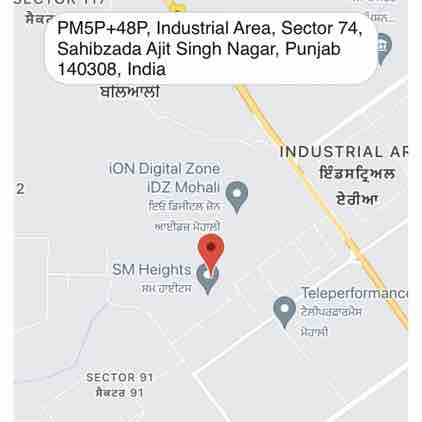 SECTOR 117
PM5P+48P, Industrial Area, Sector 74,
Sahibzada Ajit Singh Nagar, Punjab
140308, India
ਬਲਿਆਲੀ
INDUSTRIAL AR
ਇੰਡਸਟ੍ਰਿਅਲ
ਏਰੀਆ
iON Digital Zone
iDZ Mohali
ਇਓ ਡਿਜੀਟਲ ਜ਼ੋਨ
ਆਈਡਜ਼ ਮੋਹਾਲੀ
2
SM Heights
ਸਮ ਹਾਈਟਸ
Teleperformance
ਟੇਲੀਪਰਫਾਰਮੇਂਸ
ਮੋਹਾਲੀ
SECTOR 91
ਸੈਕਟਰ 91